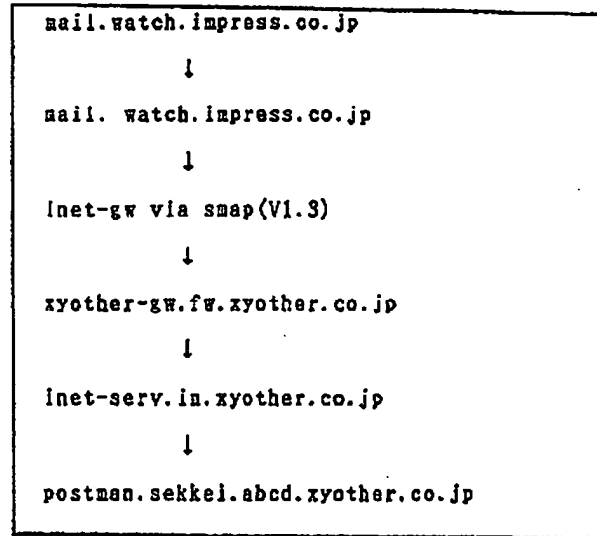 mail.watch.impress.co.jp
↓
mail. watch.impress.co.jp
↓
inet-gw via smap(V1.3)
↓
xyother-gw.fw.xyother.co.jp
↓
inet-serv.in.xyother.co.jp
↓
postman.sekkei.abcd.xyother.co.jp